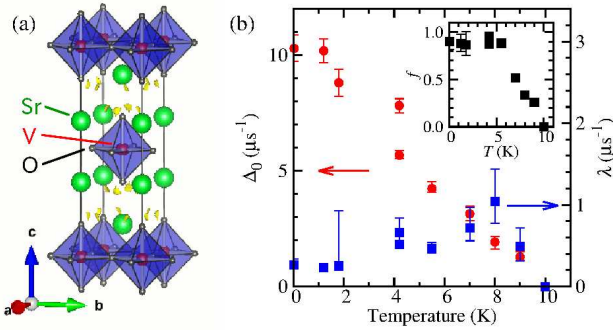 (a)
Sr
V
O
c
a
b
(b)
10
5
0
Δ₀ (μs⁻¹)
0 2 4 6 8 10
Temperature (K)
3
2
1
0
λ (μs⁻¹)
1.0
0.5
0.0
f
0 5 10
T (K)